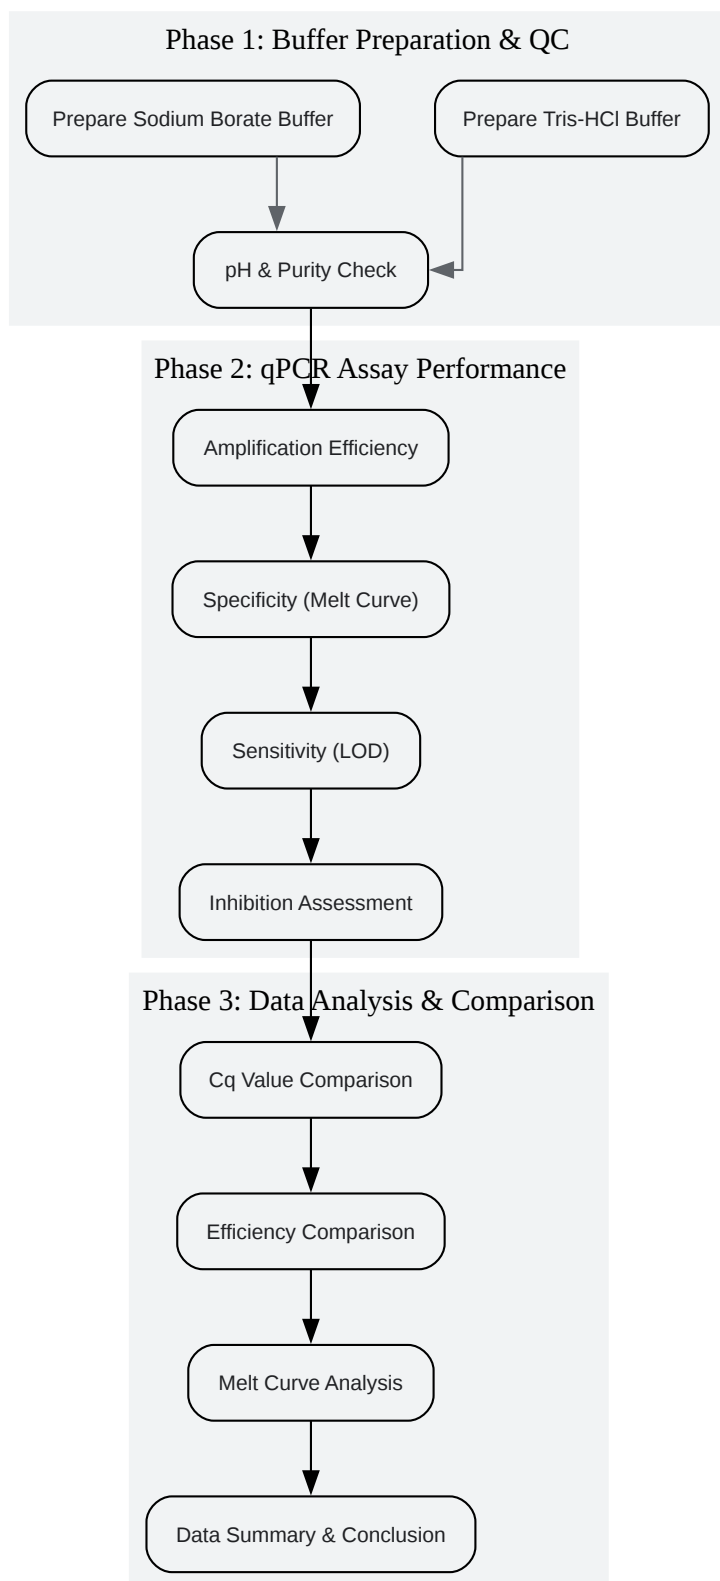 Phase 1: Buffer Preparation & QC
Prepare Sodium Borate Buffer
Prepare Tris-HCl Buffer
pH & Purity Check
Phase 2: qPCR Assay Performance
Amplification Efficiency
Specificity (Melt Curve)
Sensitivity (LOD)
Inhibition Assessment
Phase 3: Data Analysis & Comparison
Cq Value Comparison
Efficiency Comparison
Melt Curve Analysis
Data Summary & Conclusion